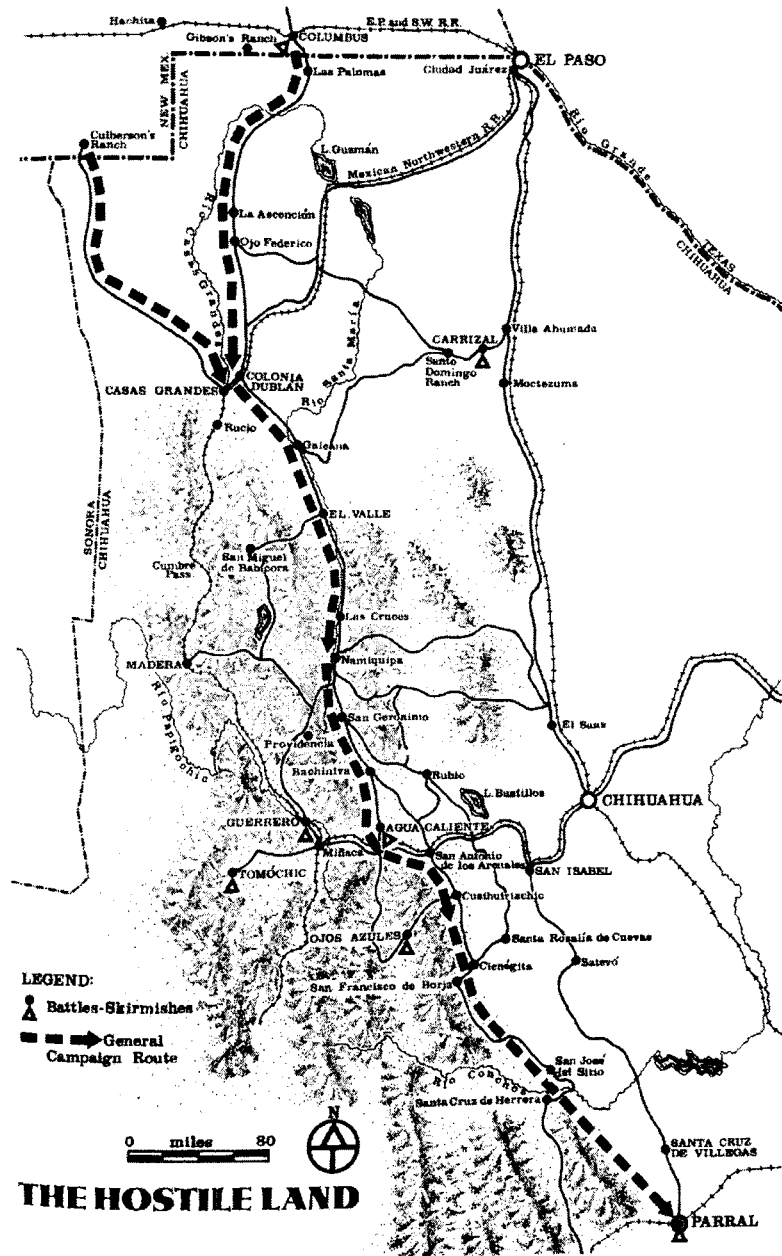 Hachita
E.P. and S.W. R.R.
Gibson's Ranch
COLUMBUS
EL PASO
Las Palomas
Ciudad Juárez
NEW MEX.
CHIHUAHUA
Culberson's
Ranch
Rio Grande
L. Guzmán
Mexican Northwestern R.R.
Rio Casas Grandes
TEXAS
CHIHUAHUA
La Ascención
Ojo Federico
Rio Santa María
Villa Ahumada
CARRIZAL
Santo
Domingo
Ranch
Moctezuma
COLONIA
DUBLÁN
CASAS GRANDES
Rucio
Galeana
SONORA
CHIHUAHUA
EL VALLE
San Miguel
de Babicora
Cumbre
Pass
Las Cruces
MADERA
Namiquipa
Río Papigochic
San Geronimo
El Sauz
Providencia
Bachiniva
Rubio
L. Bustillos
CHIHUAHUA
GUERRERO
AGUA CALIENTE
Miñaca
San Antonio
de los Arenales
SAN ISABEL
TOMÓCHIC
Cusihuiriachic
OJOS AZULES
Santa Rosalía de Cuevas
Cienégita
Satevó
San Francisco de Borja
LEGEND:
Battles-Skirmishes
General
Campaign Route
San José
del Sitio
Río Conchos
Santa Cruz de Herrera
N
0 miles 80
SANTA CRUZ
DE VILLEGAS
THE HOSTILE LAND
PARRAL